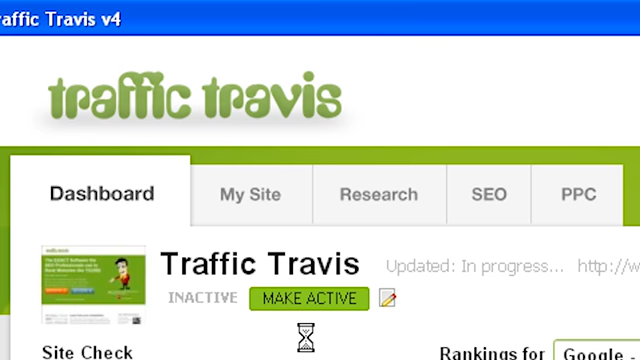 raffic Travis v4
traffic travis
Dashboard
My Site
Research
SEO
PPC
Traffic Travis
Updated: In progress... http://w
INACTIVE
MAKE ACTIVE
Site Check
Rankings for
Google -